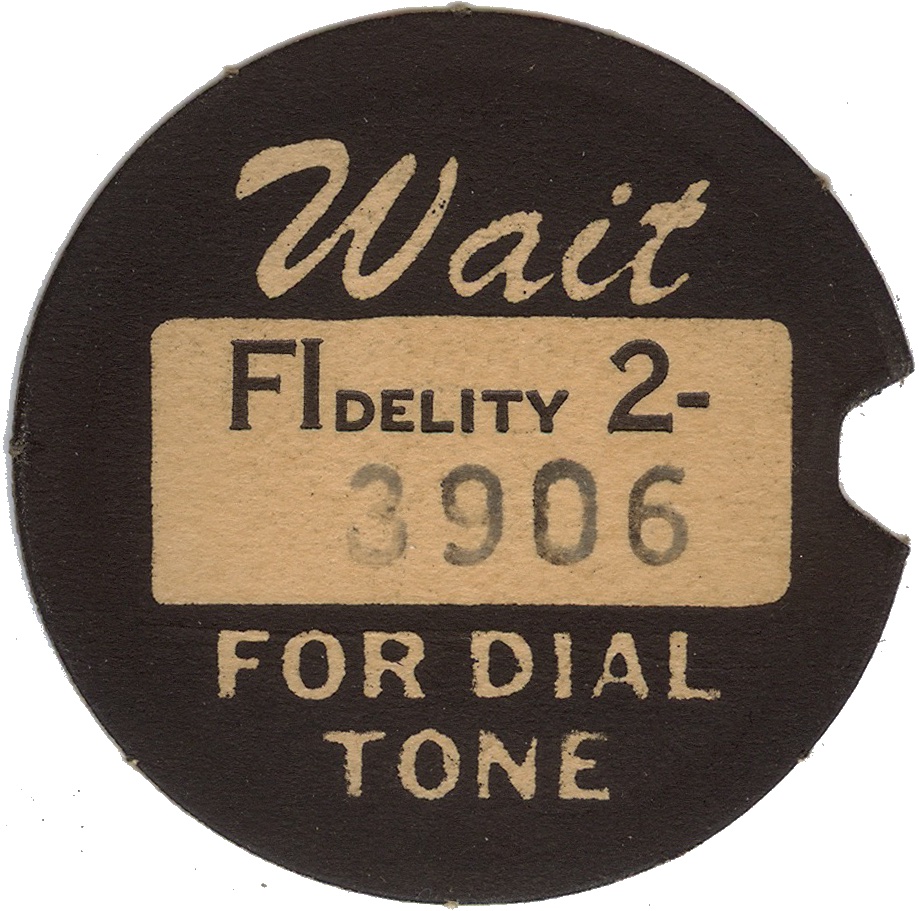 Wait
FIDELITY 2-
3906
FOR DIAL
TONE